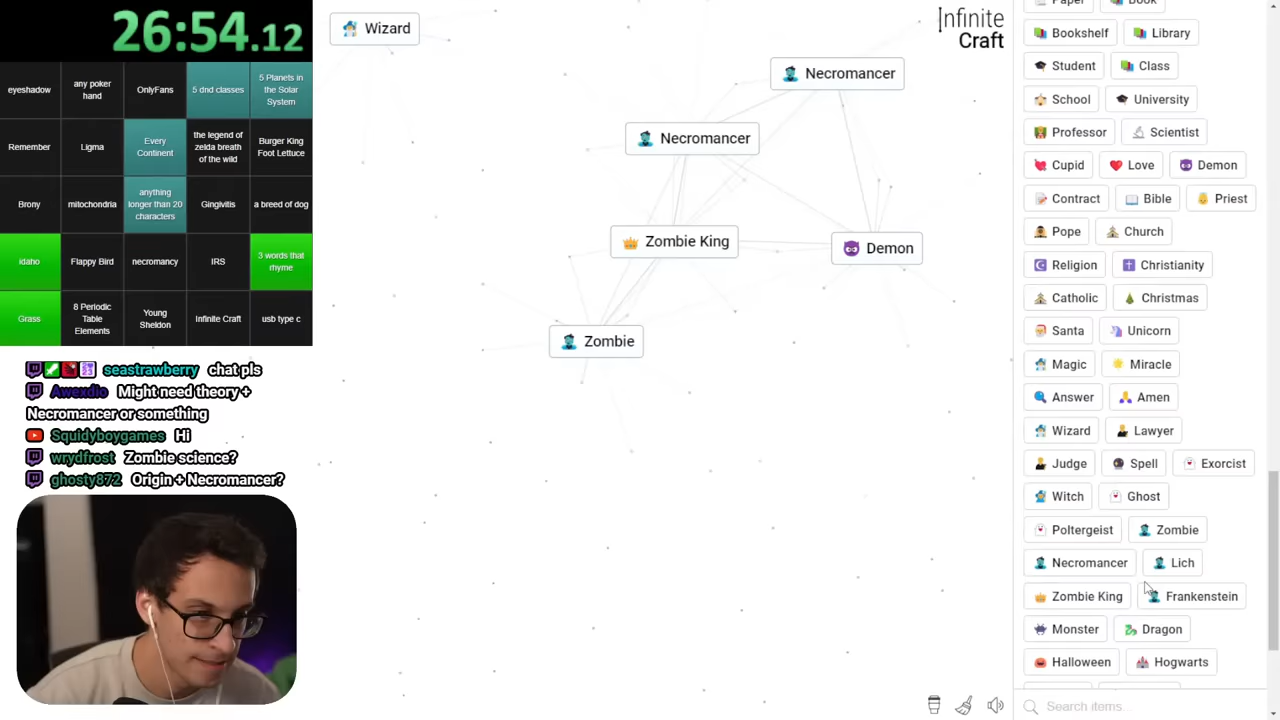 26:54.12
eyeshadow
any poker
hand
OnlyFans
5 dnd classes
5 Planets in
the Solar
System
Remember
Ligma
Every
Continent
the legend of
zelda breath
of the wild
Burger King
Foot Lettuce
Brony
mitochondria
anything
longer than 20
characters
Gingivitis
a breed of dog
idaho
Flappy Bird
necromancy
IRS
3 words that
rhyme
Grass
8 Periodic
Table
Elements
Young
Sheldon
Infinite Craft
usb type c
seastrawberry chat pls
Awexdio Might need theory +
Necromancer or something
Squidyboygames Hi
wrydfrost Zombie science?
ghosty872 Origin + Necromancer?
Wizard
Necromancer
Necromancer
Zombie King
Demon
Zombie
Infinite
Craft
Paper Book
Bookshelf Library
Student Class
School University
Professor Scientist
Cupid Love Demon
Contract Bible Priest
Pope Church
Religion Christianity
Catholic Christmas
Santa Unicorn
Magic Miracle
Answer Amen
Wizard Lawyer
Judge Spell Exorcist
Witch Ghost
Poltergeist Zombie
Necromancer Lich
Zombie King Frankenstein
Monster Dragon
Halloween Hogwarts
Search items...